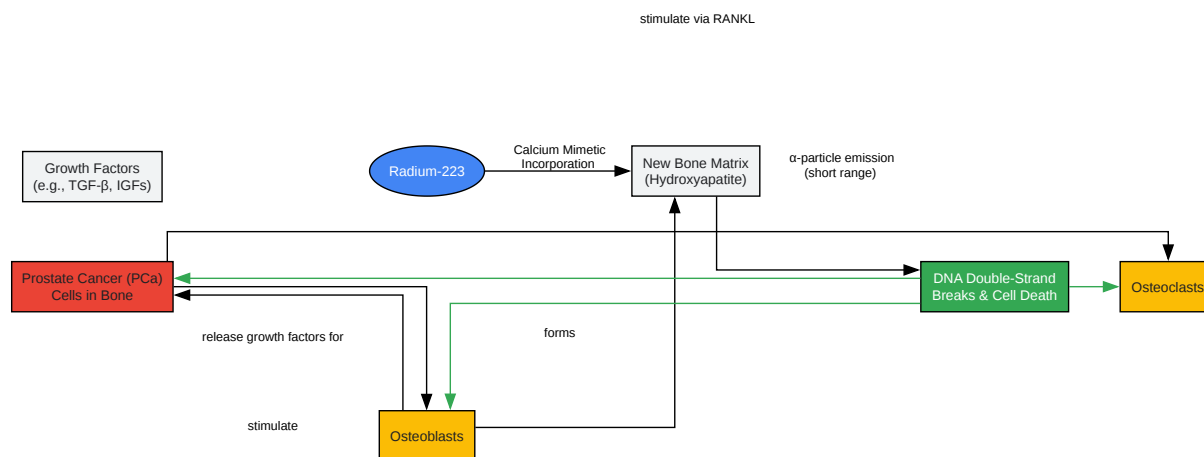 stimulate via RANKL
Growth Factors
(e.g., TGF-β, IGFs)
Radium-223
Calcium Mimetic
Incorporation
New Bone Matrix
(Hydroxyapatite)
α-particle emission
(short range)
Prostate Cancer (PCa)
Cells in Bone
DNA Double-Strand
Breaks & Cell Death
Osteoclasts
release growth factors for
forms
stimulate
Osteoblasts